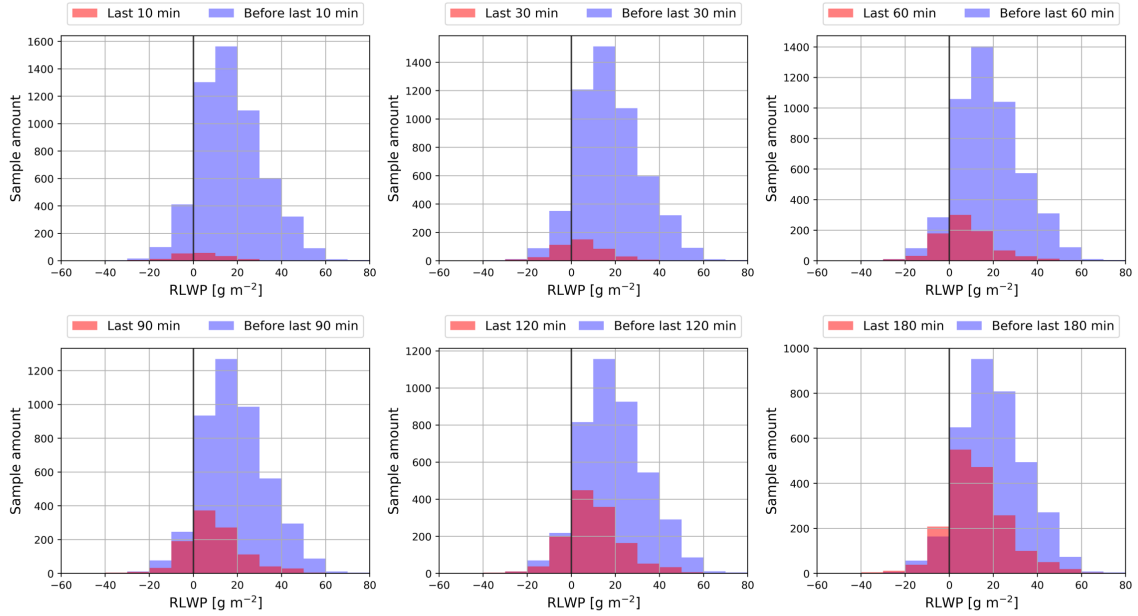 Last 10 min Before last 10 min
Sample amount
1600
1400
1200
1000
800
600
400
200
0
−60 −40 −20 0 20 40 60 80
RLWP [g m⁻²]
Last 30 min Before last 30 min
Sample amount
1400
1200
1000
800
600
400
200
0
−60 −40 −20 0 20 40 60 80
RLWP [g m⁻²]
Last 60 min Before last 60 min
Sample amount
1400
1200
1000
800
600
400
200
0
−60 −40 −20 0 20 40 60 80
RLWP [g m⁻²]
Last 90 min Before last 90 min
Sample amount
1200
1000
800
600
400
200
0
−60 −40 −20 0 20 40 60 80
RLWP [g m⁻²]
Last 120 min Before last 120 min
Sample amount
1200
1000
800
600
400
200
0
−60 −40 −20 0 20 40 60 80
RLWP [g m⁻²]
Last 180 min Before last 180 min
Sample amount
1000
800
600
400
200
0
−60 −40 −20 0 20 40 60 80
RLWP [g m⁻²]